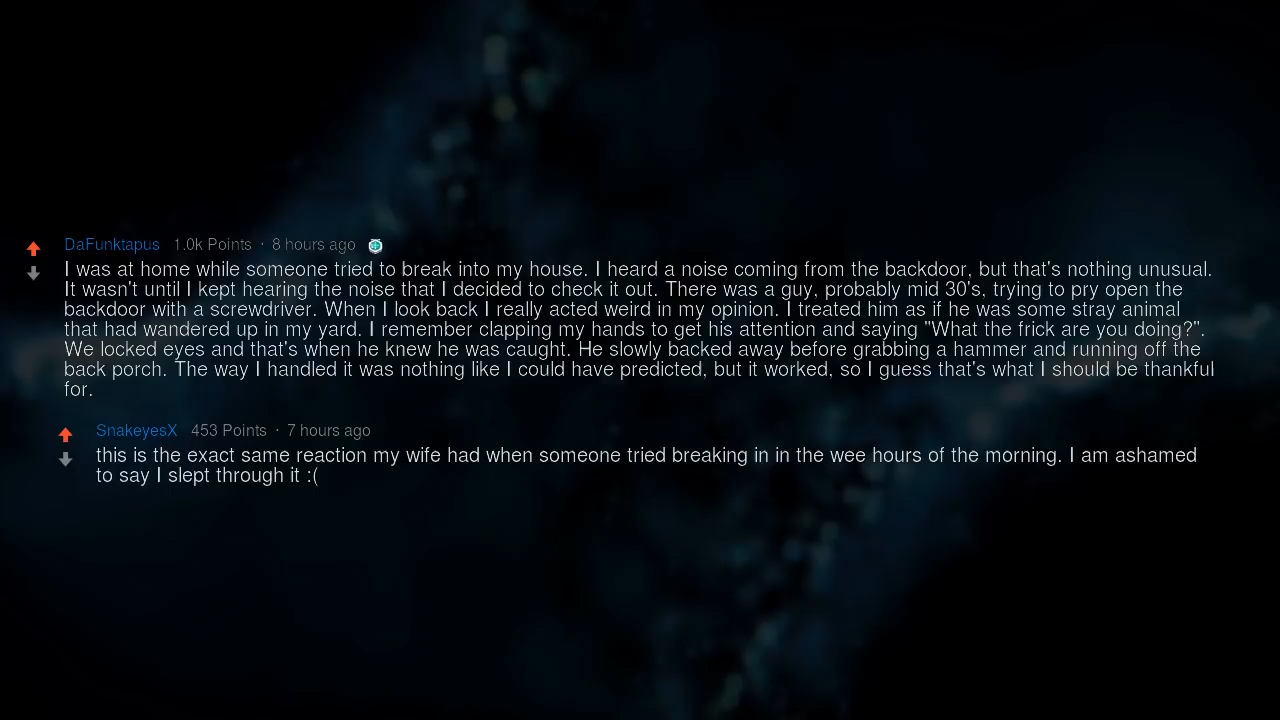 DaFunktapus 1.0k Points · 8 hours ago
I was at home while someone tried to break into my house. I heard a noise coming from the backdoor, but that's nothing unusual.
It wasn't until I kept hearing the noise that I decided to check it out. There was a guy, probably mid 30's, trying to pry open the
backdoor with a screwdriver. When I look back I really acted weird in my opinion. I treated him as if he was some stray animal
that had wandered up in my yard. I remember clapping my hands to get his attention and saying "What the frick are you doing?".
We locked eyes and that's when he knew he was caught. He slowly backed away before grabbing a hammer and running off the
back porch. The way I handled it was nothing like I could have predicted, but it worked, so I guess that's what I should be thankful
for.
SnakeyesX 453 Points · 7 hours ago
this is the exact same reaction my wife had when someone tried breaking in in the wee hours of the morning. I am ashamed
to say I slept through it :(